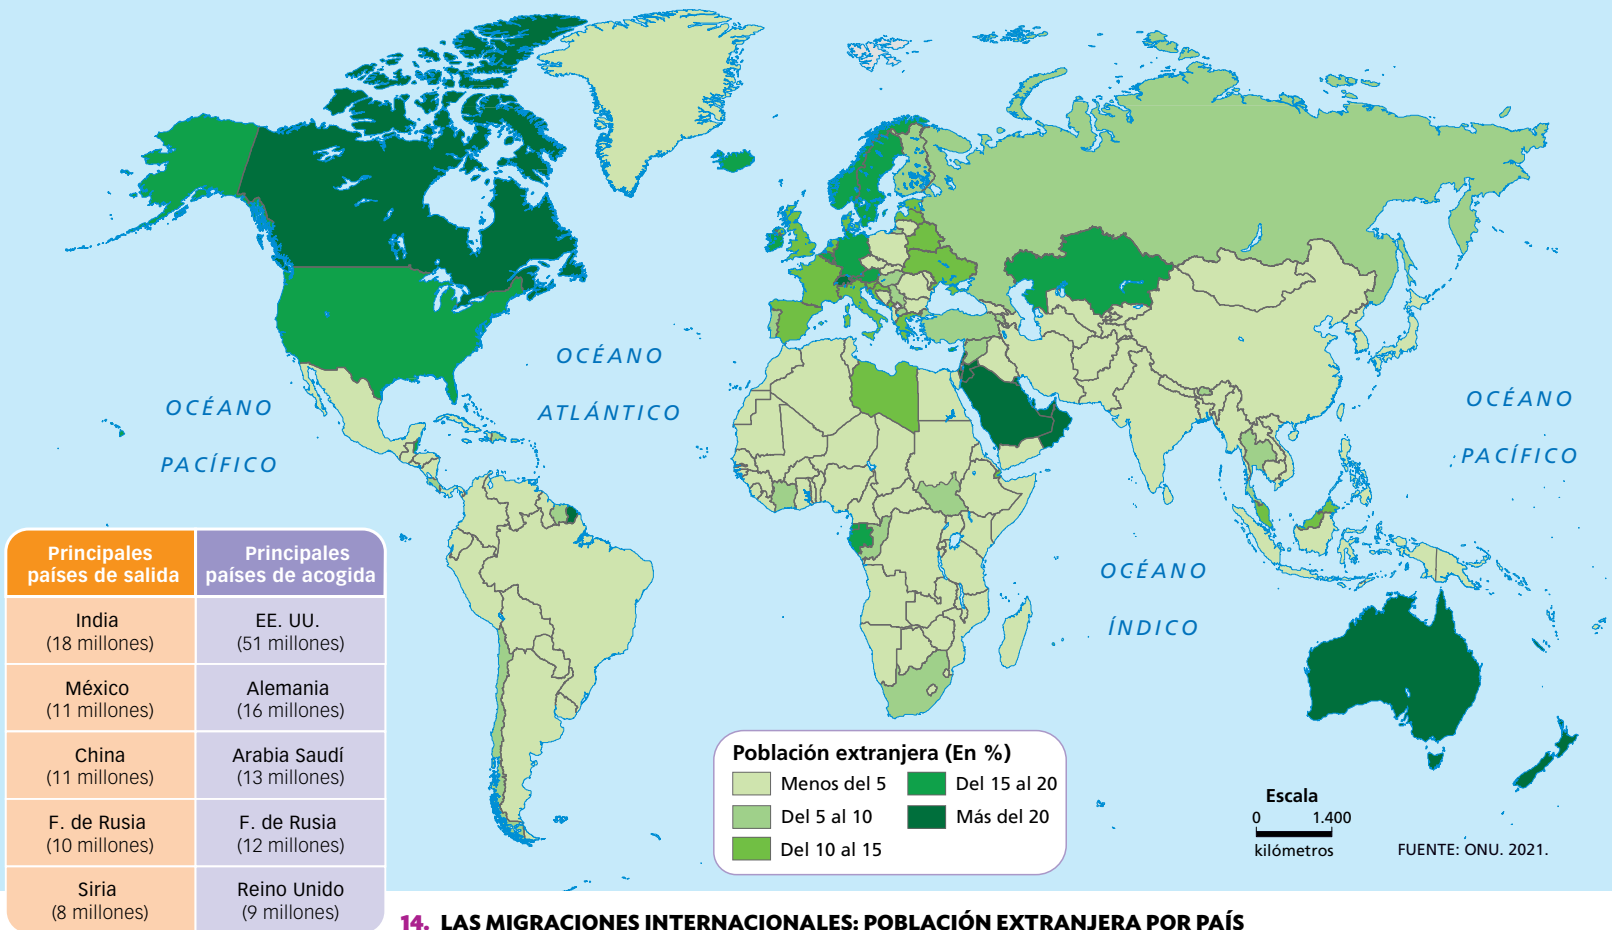 OCÉANO
PACÍFICO
OCÉANO
ATLÁNTICO
OCÉANO
PACÍFICO
OCÉANO
ÍNDICO
Principales
países de salida
Principales
países de acogida
India
(18 millones)
EE. UU.
(51 millones)
México
(11 millones)
Alemania
(16 millones)
China
(11 millones)
Arabia Saudí
(13 millones)
F. de Rusia
(10 millones)
F. de Rusia
(12 millones)
Siria
(8 millones)
Reino Unido
(9 millones)
Población extranjera (En %)
Menos del 5
Del 5 al 10
Del 10 al 15
Del 15 al 20
Más del 20
Escala
0 1.400
kilómetros
FUENTE: ONU. 2021.
14. LAS MIGRACIONES INTERNACIONALES: POBLACIÓN EXTRANJERA POR PAÍS